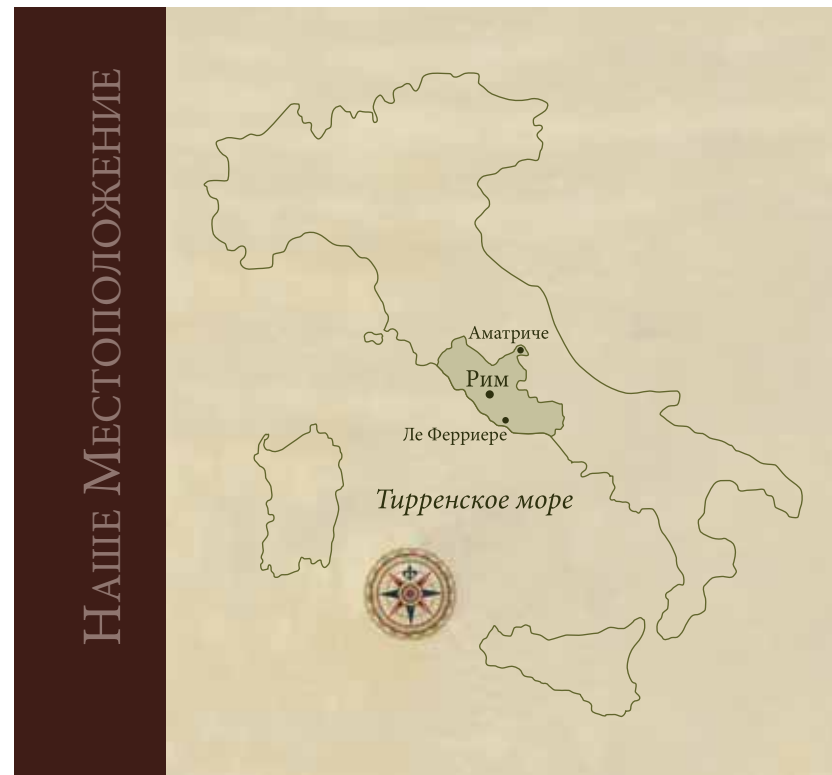 Наше Местоположение
Аматриче
Рим
Ле Ферриере
Тирренское море